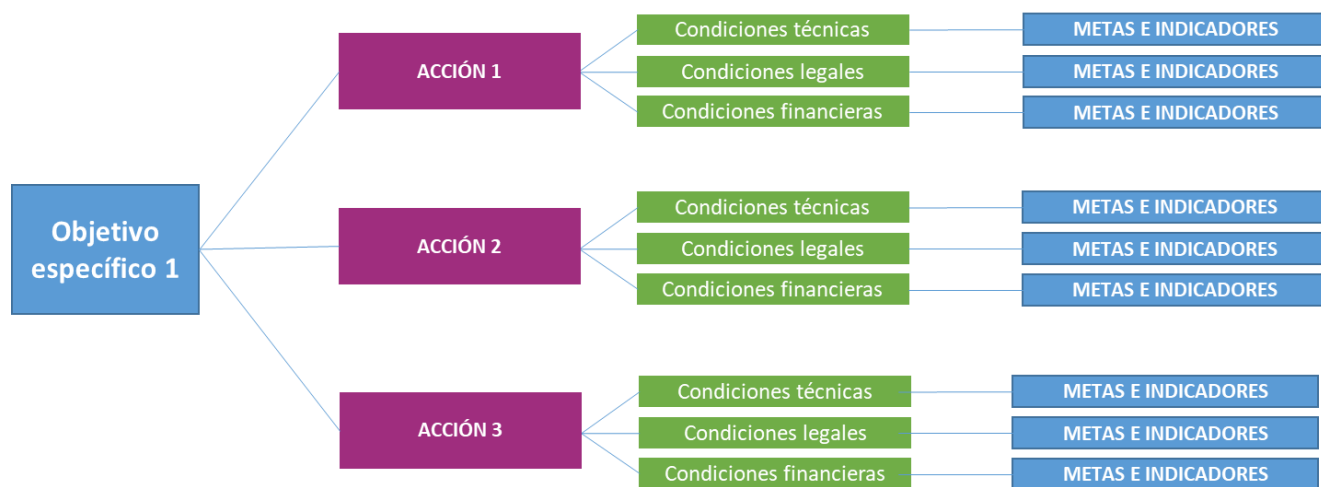 Objetivo
específico 1
ACCIÓN 1
Condiciones técnicas
METAS E INDICADORES
Condiciones legales
METAS E INDICADORES
Condiciones financieras
METAS E INDICADORES
ACCIÓN 2
Condiciones técnicas
METAS E INDICADORES
Condiciones legales
METAS E INDICADORES
Condiciones financieras
METAS E INDICADORES
ACCIÓN 3
Condiciones técnicas
METAS E INDICADORES
Condiciones legales
METAS E INDICADORES
Condiciones financieras
METAS E INDICADORES